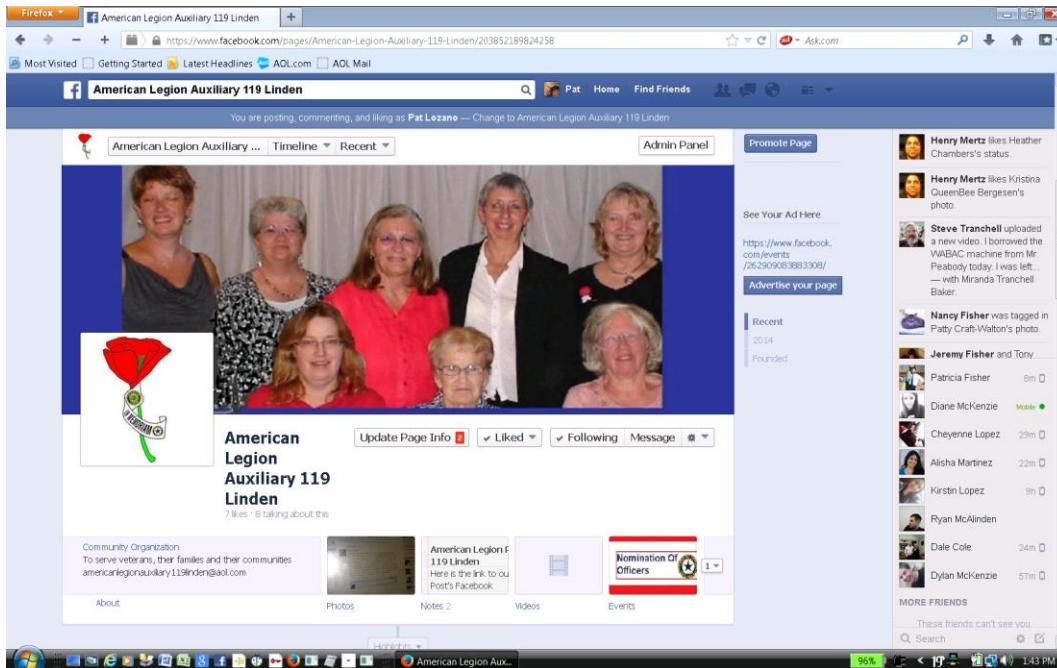 Firefox
American Legion Auxiliary 119 Linden
https://www.facebook.com/pages/American-Legion-Auxiliary-119-Linden/203852189824258
Ask.com
Most Visited Getting Started Latest Headlines AOL.com AOL Mail
American Legion Auxiliary 119 Linden
Pat Home Find Friends
You are posting, commenting, and liking as Pat Lozano — Change to American Legion Auxiliary 119 Linden
American Legion Auxiliary ... Timeline Recent Admin Panel
IN MEMORIAM
American
Legion
Auxiliary 119
Linden
7 likes · 8 talking about this
Update Page Info 2 Liked Following Message
Community Organization
To serve veterans, their familes and their communities
americanlegionauxiliary119linden@aol.com
About
Photos
American Legion P
119 Linden
Here is the link to ou
Post's Facebook
Notes 2
Videos
Nomination Of
Officers
Events
1
Highlights
Promote Page
See Your Ad Here
https://www.facebook.
com/events
/262909083883308/
Advertise your page
Recent
2014
Founded
Henry Mertz likes Heather
Chambers's status.
Henry Mertz likes Kristina
QueenBee Bergesen's
photo.
Steve Tranchell uploaded
a new video. I borrowed the
WABAC machine from Mr.
Peabody today. I was left...
— with Miranda Tranchell
Baker.
Nancy Fisher was tagged in
Patty Craft-Walton's photo.
Jeremy Fisher and Tony
Patricia Fisher 8m
Diane McKenzie Mobile
Cheyenne Lopez 29m
Alisha Martinez 22m
Kirstin Lopez 9h
Ryan McAlinden
Dale Cole 24m
Dylan McKenzie 57m
MORE FRIENDS
These friends can't see you
Search
American Legion Aux...
96%
19°
1:43 PM